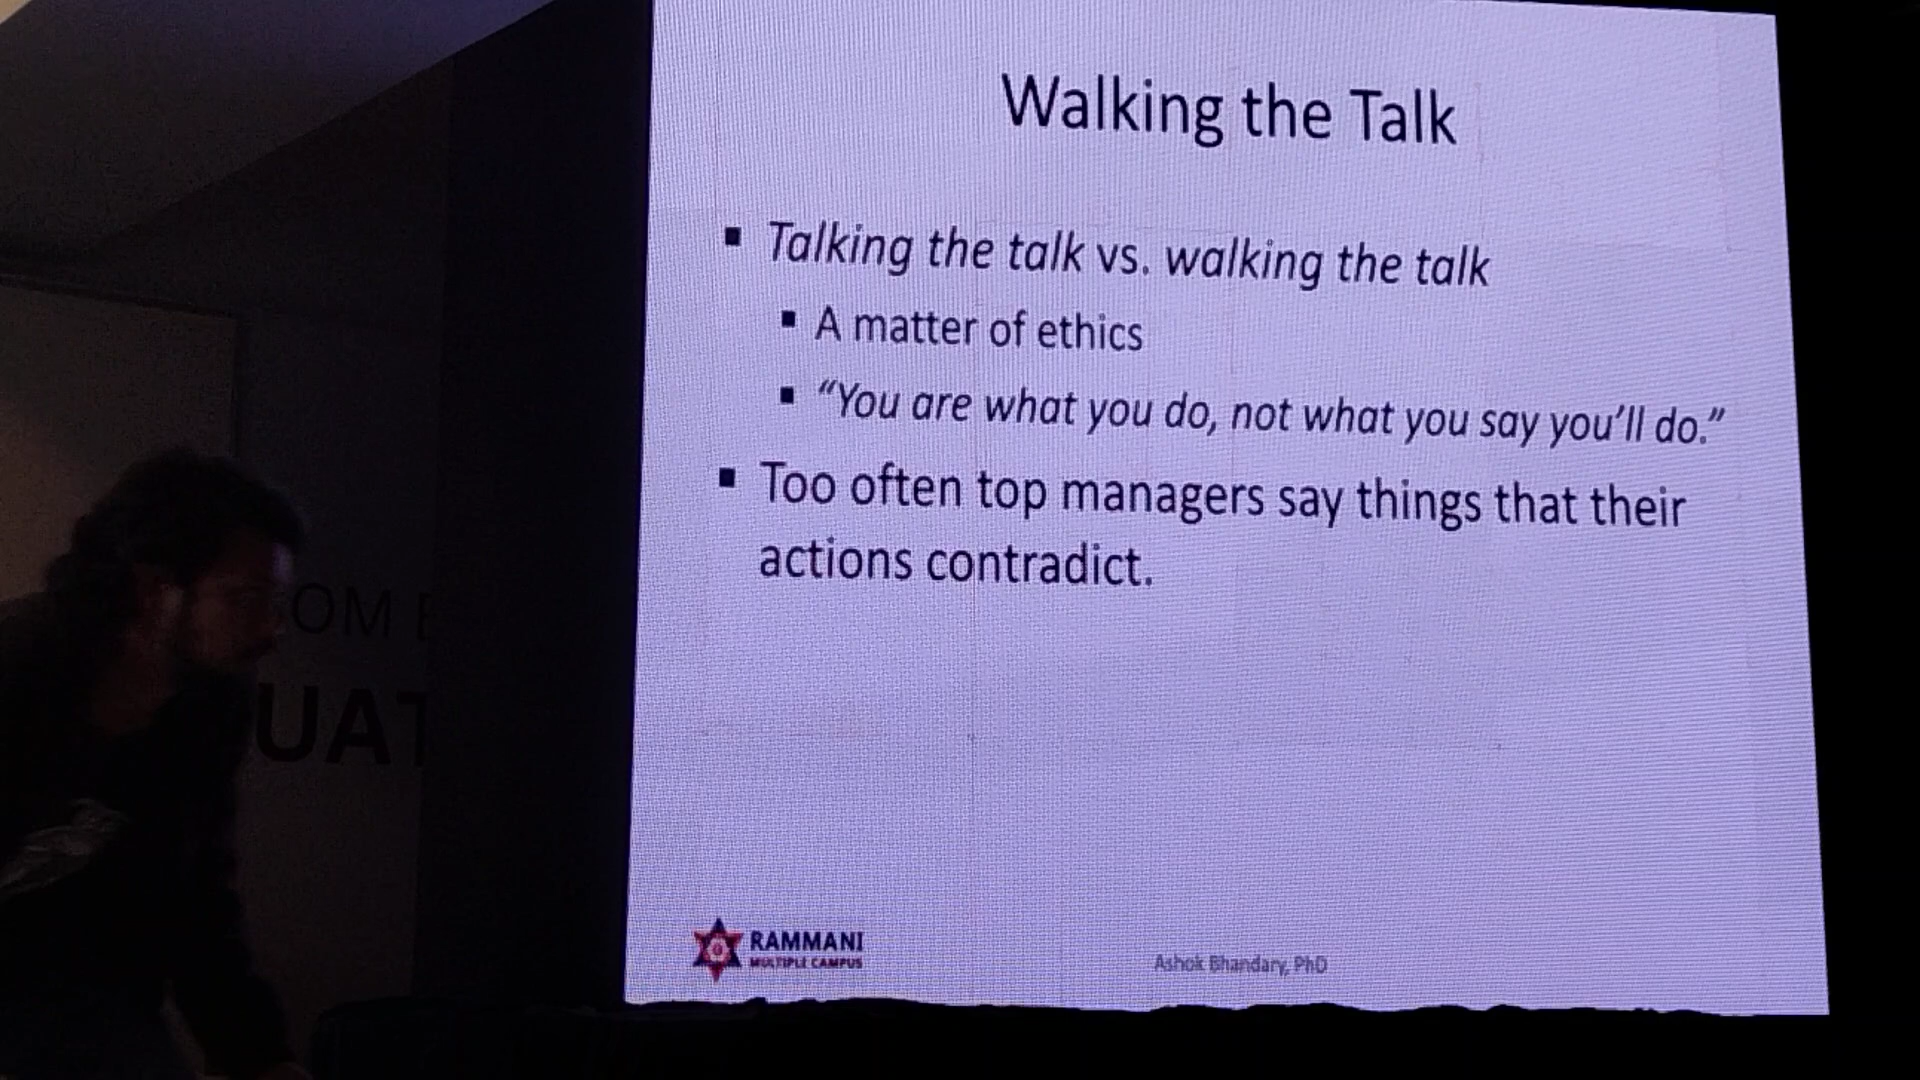 Walking the Talk
▪ Talking the talk vs. walking the talk
▪ A matter of ethics
▪ “You are what you do, not what you say you’ll do.”
▪ Too often top managers say things that their
actions contradict.
RAMMANI
MULTIPLE CAMPUS
Ashok Bhandary, PhD
OM
UAT